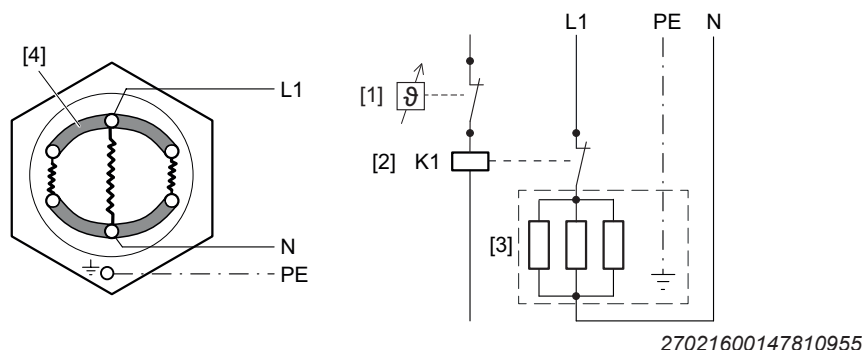 [4]
L1
N
PE
L1 PE N
[1] ϑ
[2] K1
[3]
27021600147810955